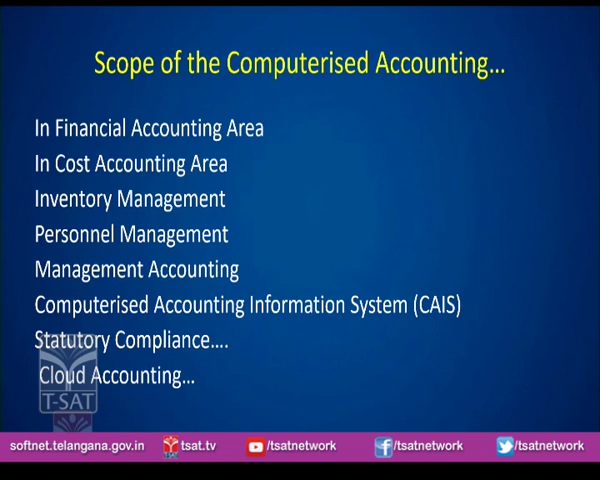 Scope of the Computerised Accounting...
In Financial Accounting Area
In Cost Accounting Area
Inventory Management
Personnel Management
Management Accounting
Computerised Accounting Information System (CAIS)
Statutory Compliance....
Cloud Accounting...
T-SAT
softnet.telangana.gov.in tsat.tv /tsatnetwork /tsatnetwork /tsatnetwork